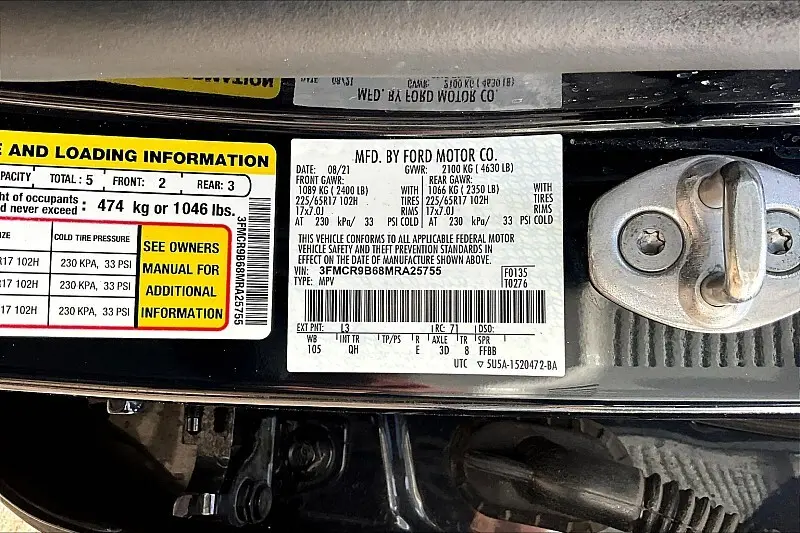 E AND LOADING INFORMATION
PACITY TOTAL: 5 FRONT: 2 REAR: 3
ht of occupants
d never exceed : 474 kg or 1046 lbs.
SIZE COLD TIRE PRESSURE
R17 102H 230 KPA, 33 PSI
R17 102H 230 KPA, 33 PSI
R17 102H 230 KPA, 33 PSI
SEE OWNERS
MANUAL FOR
ADDITIONAL
INFORMATION
3FMCR9B68MRA25755
MFD. BY FORD MOTOR CO.
DATE: 08/21 GVWR: 2100 KG ( 4630 LB)
FRONT GAWR: REAR GAWR:
1089 KG ( 2400 LB) WITH 1066 KG ( 2350 LB) WITH
225/65R17 102H TIRES 225/65R17 102H TIRES
17x7.0J RIMS 17x7.0J RIMS
AT 230 kPa/ 33 PSI COLD AT 230 kPa/ 33 PSI COLD
THIS VEHICLE CONFORMS TO ALL APPLICABLE FEDERAL MOTOR
VEHICLE SAFETY AND THEFT PREVENTION STANDARDS IN
EFFECT ON THE DATE OF MANUFACTURE SHOWN ABOVE.
VIN: 3FMCR9B68MRA25755 F0135
TYPE: MPV T0276
EXT PNT: L3 RC: 71 DSO:
WB INT TR TP/PS R AXLE TR SPR
105 QH E 3D 8 FFBB
UTC ▽ 5U5A-1520472-BA